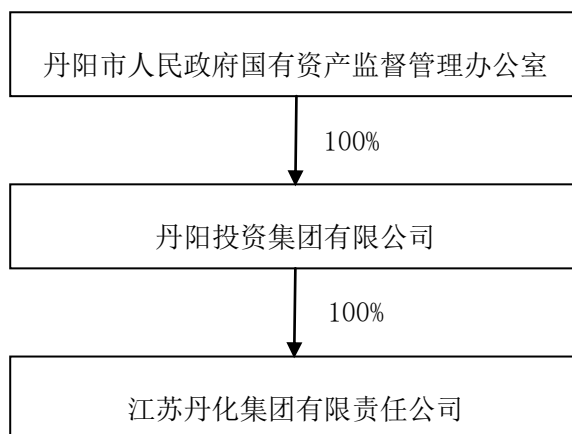 丹阳市人民政府国有资产监督管理办公室
100%
丹阳投资集团有限公司
100%
江苏丹化集团有限责任公司